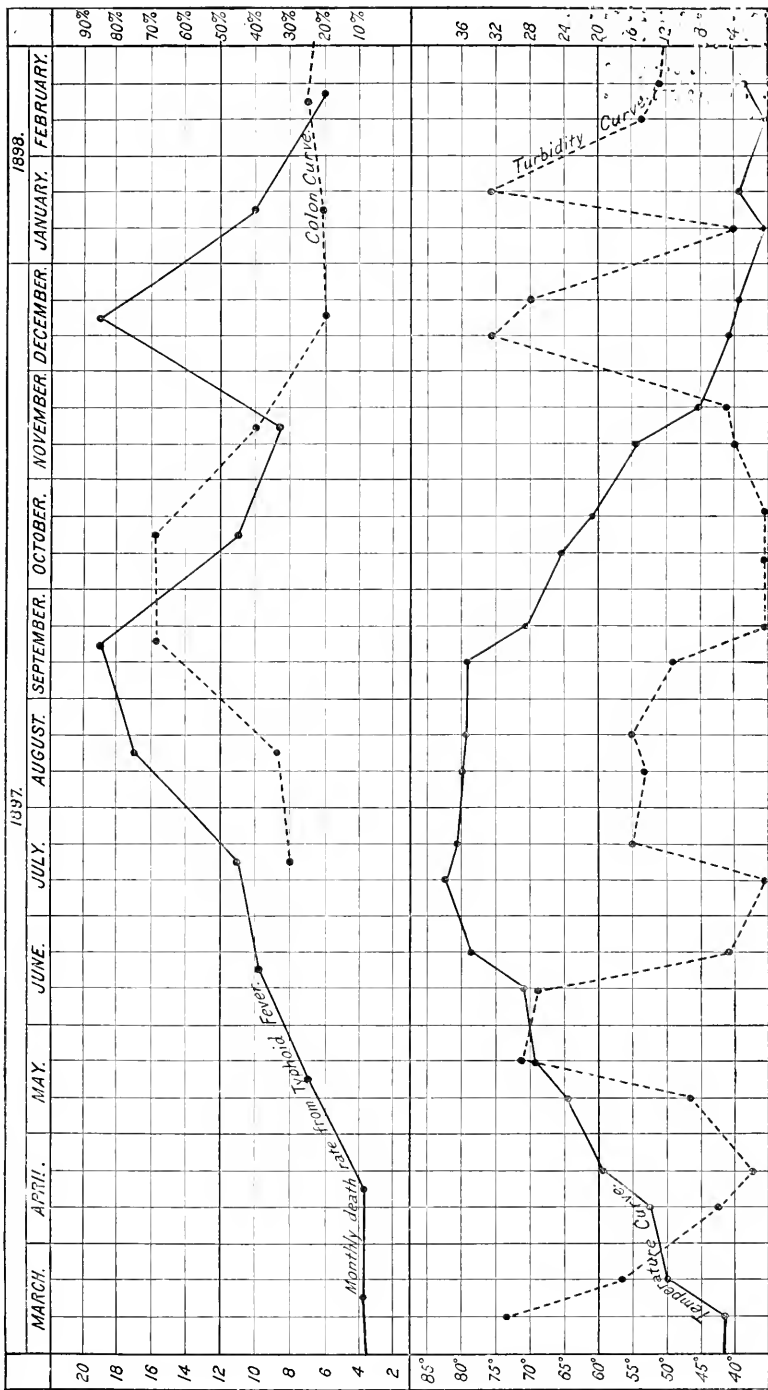 1897.
1898.
MARCH.
APRIL.
MAY.
JUNE.
JULY.
AUGUST.
SEPTEMBER.
OCTOBER.
NOVEMBER.
DECEMBER.
JANUARY.
FEBRUARY.
20
18
16
14
12
10
8
6
4
2
90%
80%
70%
60%
50%
40%
30%
20%
10%
Monthly death rate from Typhoid Fever.
Colon Curve.
85°
80°
75°
70°
65°
60°
55°
50°
45°
40°
36
32
28
24
20
16
12
8
4
Temperature Curve.
Turbidity Curve.